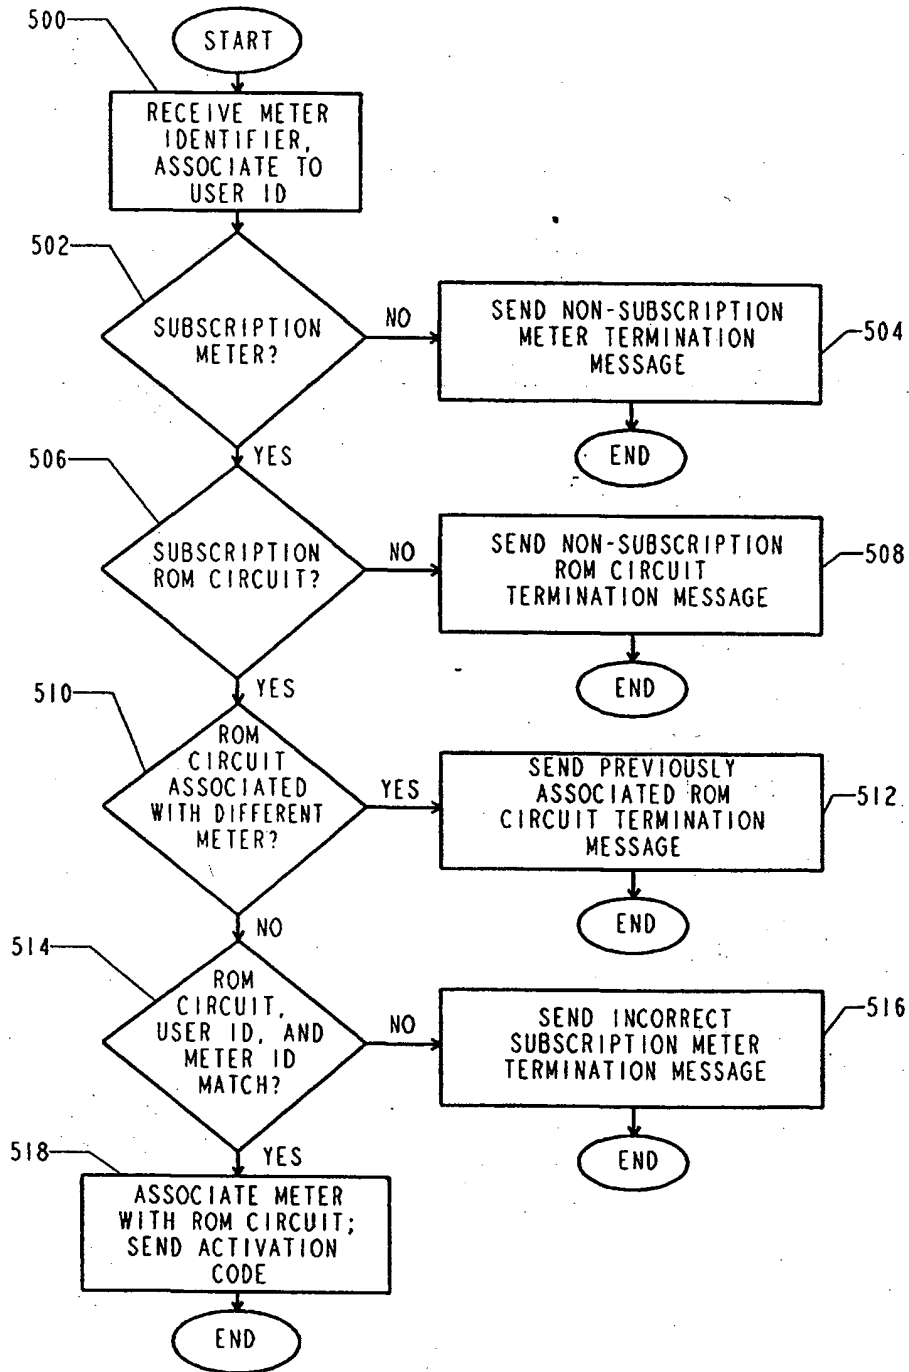 500
START
RECEIVE METER
IDENTIFIER,
ASSOCIATE TO
USER ID
502
SUBSCRIPTION
METER?
NO
SEND NON-SUBSCRIPTION
METER TERMINATION
MESSAGE
504
END
YES
506
SUBSCRIPTION
ROM CIRCUIT?
NO
SEND NON-SUBSCRIPTION
ROM CIRCUIT
TERMINATION MESSAGE
508
END
YES
510
ROM
CIRCUIT
ASSOCIATED
WITH DIFFERENT
METER?
YES
SEND PREVIOUSLY
ASSOCIATED ROM
CIRCUIT TERMINATION
MESSAGE
512
END
NO
514
ROM
CIRCUIT,
USER ID, AND
METER ID
MATCH?
NO
SEND INCORRECT
SUBSCRIPTION METER
TERMINATION MESSAGE
516
END
YES
518
ASSOCIATE METER
WITH ROM CIRCUIT;
SEND ACTIVATION
CODE
END